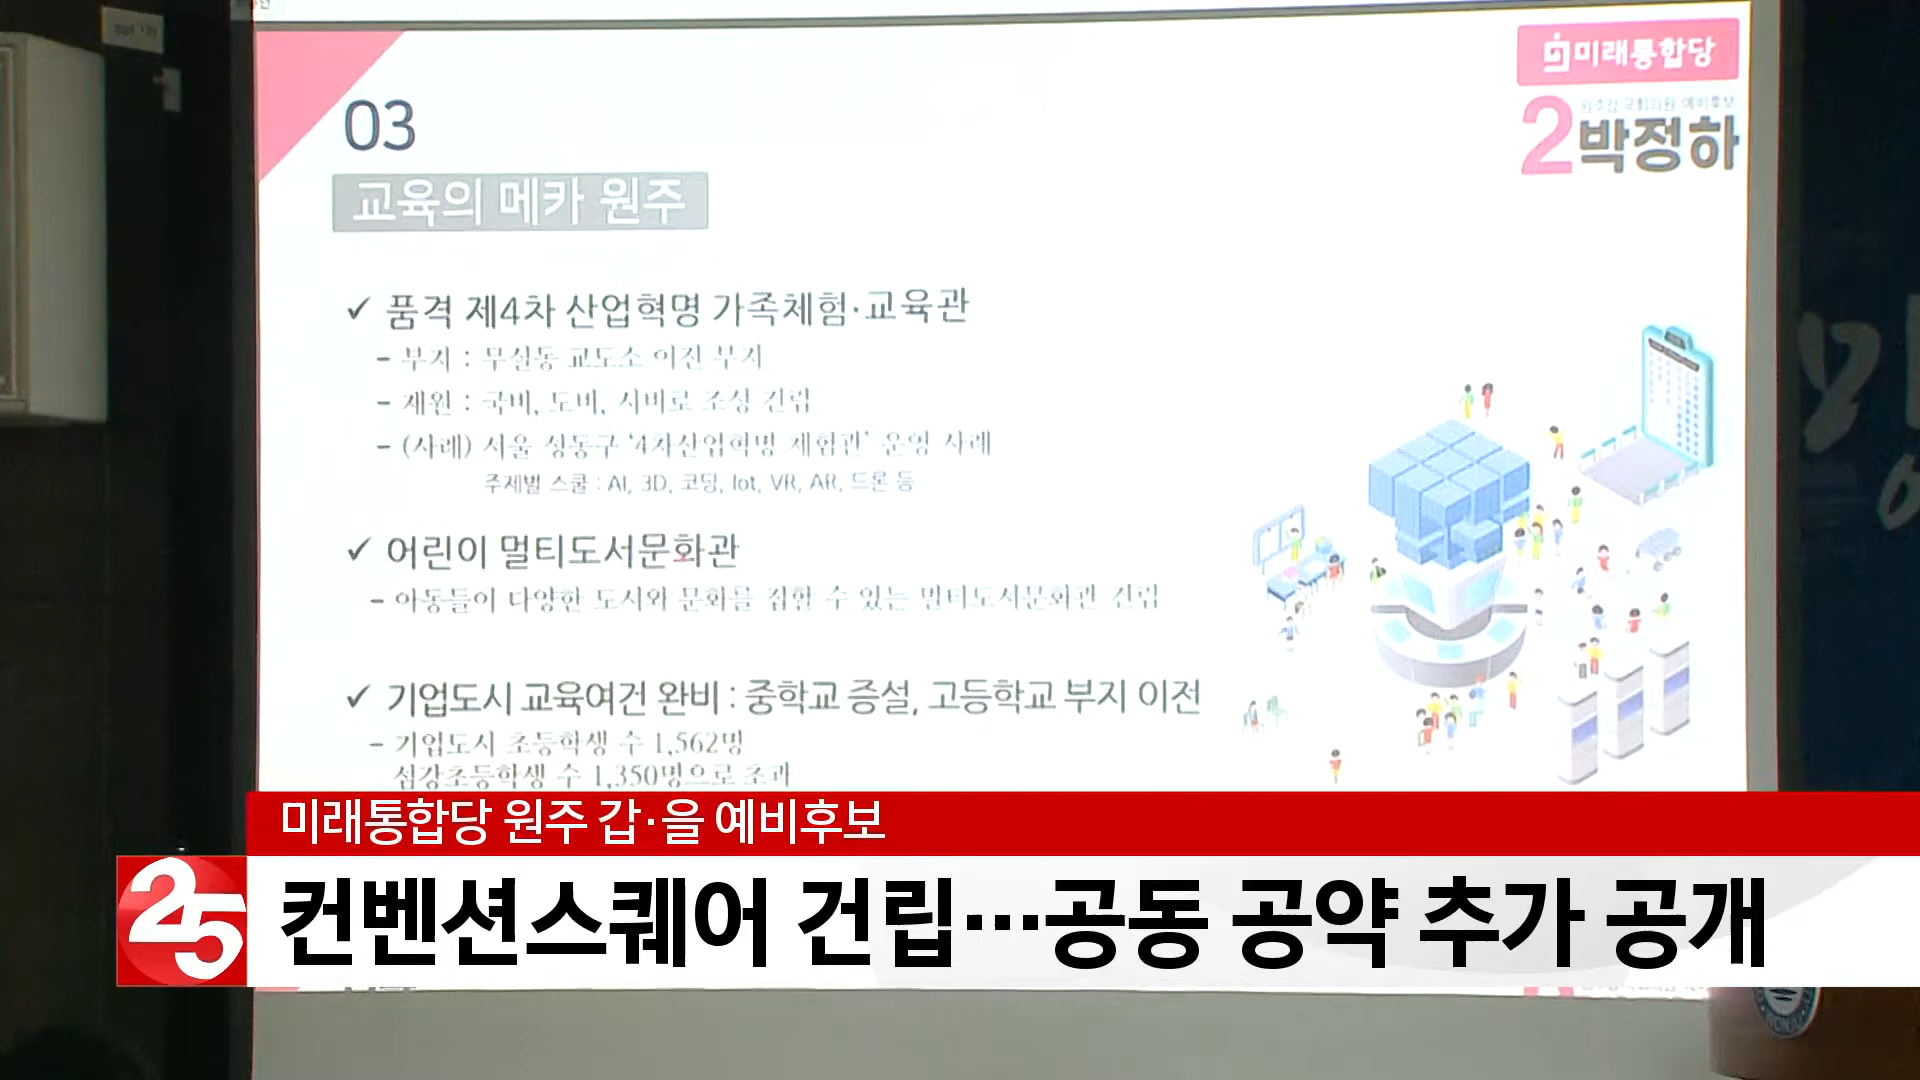 미래통합당
원주갑 국회의원 예비후보
2 박정하
03
교육의 메카 원주
✓ 품격 제4차 산업혁명 가족체험·교육관
- 부지 : 무실동 교도소 이전 부지
- 재원 : 국비, 도비, 시비로 조성 건립
- (사례) 서울 성동구 '4차산업혁명 체험관' 운영 사례
주제별 스쿨 : AI, 3D, 코딩, Iot, VR, AR, 드론 등
✓ 어린이 멀티도서문화관
- 아동들이 다양한 도서와 문화를 접할 수 있는 멀티도서문화관 건립
✓ 기업도시 교육여건 완비 : 중학교 증설, 고등학교 부지 이전
- 기업도시 초등학생 수 1,562명
섬강초등학생 수 1,350명으로 초과
미래통합당 원주 갑·을 예비후보
25
컨벤션스퀘어 건립…공동 공약 추가 공개